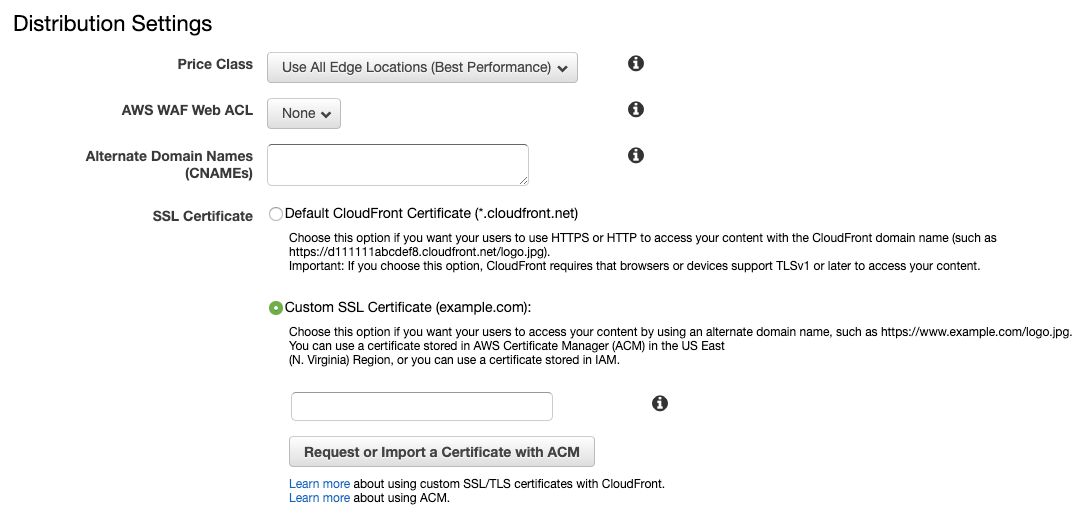 Distribution Settings
Price Class
Use All Edge Locations (Best Performance)
AWS WAF Web ACL
None
Alternate Domain Names
(CNAMEs)
SSL Certificate
Default CloudFront Certificate (*.cloudfront.net)
Choose this option if you want your users to use HTTPS or HTTP to access your content with the CloudFront domain name (such as
https://d111111abcdef8.cloudfront.net/logo.jpg).
Important: If you choose this option, CloudFront requires that browsers or devices support TLSv1 or later to access your content.
Custom SSL Certificate (example.com):
Choose this option if you want your users to access your content by using an alternate domain name, such as https://www.example.com/logo.jpg.
You can use a certificate stored in AWS Certificate Manager (ACM) in the US East
(N. Virginia) Region, or you can use a certificate stored in IAM.
Request or Import a Certificate with ACM
Learn more about using custom SSL/TLS certificates with CloudFront.
Learn more about using ACM.